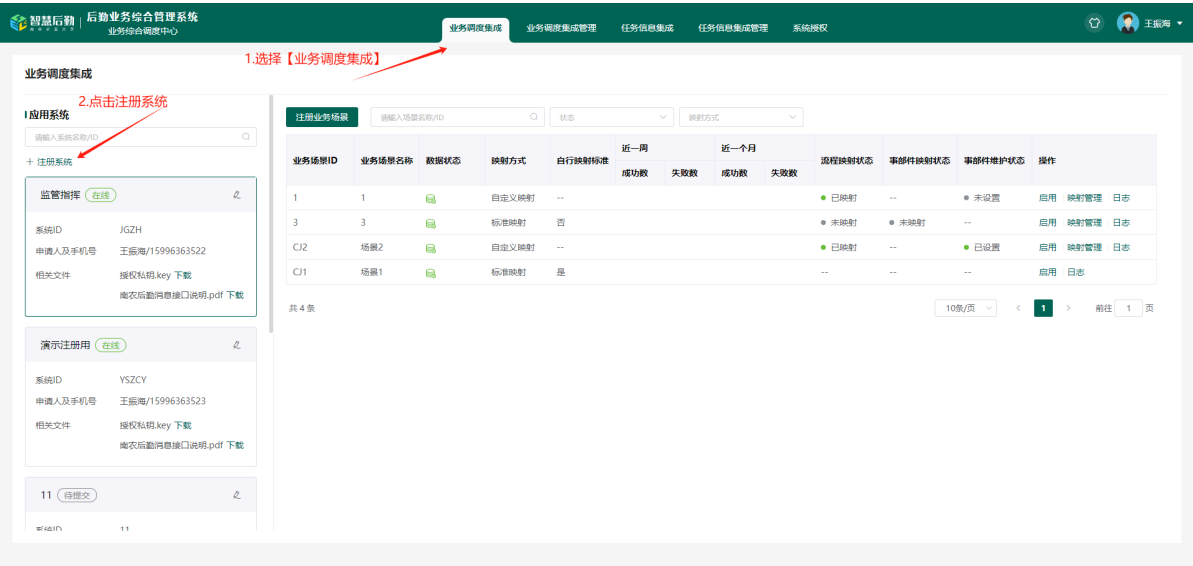 智慧后勤 后勤业务综合管理系统
业务综合调度中心
业务调度集成 业务调度集成管理 任务信息集成 任务信息集成管理 系统授权 王振海
1.选择【业务调度集成】
业务调度集成
2.点击注册系统
应用系统
请输入系统名称/ID
+ 注册系统
监管指挥 在线
系统ID JGZH
申请人及手机号 王振海/15996363522
相关文件 授权私钥.key 下载
南农后勤消息接口说明.pdf 下载
演示注册用 在线
系统ID YSZCY
申请人及手机号 王振海/15996363523
相关文件 授权私钥.key 下载
南农后勤消息接口说明.pdf 下载
11 待提交
系统ID 11
注册业务场景 请输入场景名称/ID 状态 映射方式
业务场景ID 业务场景名称 数据状态 映射方式 自行映射标准 近一周 近一个月 流程映射状态 事部件映射状态 事部件维护状态 操作
成功数 失败数 成功数 失败数
1 1 自定义映射 -- 已映射 -- 未设置 启用 映射管理 日志
3 3 标准映射 否 未映射 未映射 -- 启用 映射管理 日志
CJ2 场景2 自定义映射 -- 已映射 -- 已设置 启用 映射管理 日志
CJ1 场景1 标准映射 是 -- -- -- 启用 日志
共 4 条 10条/页 1 前往 1 页